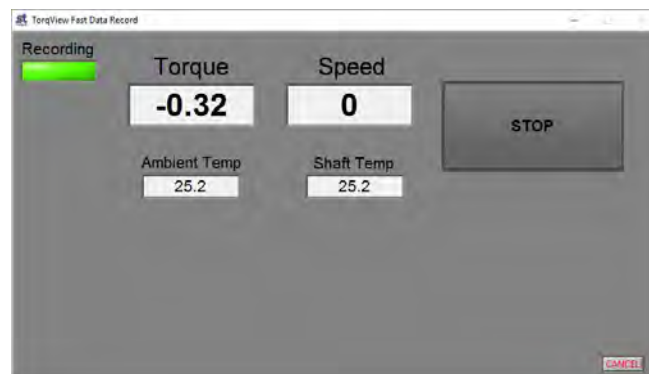 st TorqView Fast Data Record
Recording
Torque
Speed
-0.32
0
STOP
Ambient Temp
Shaft Temp
25.2
25.2
CANCEL